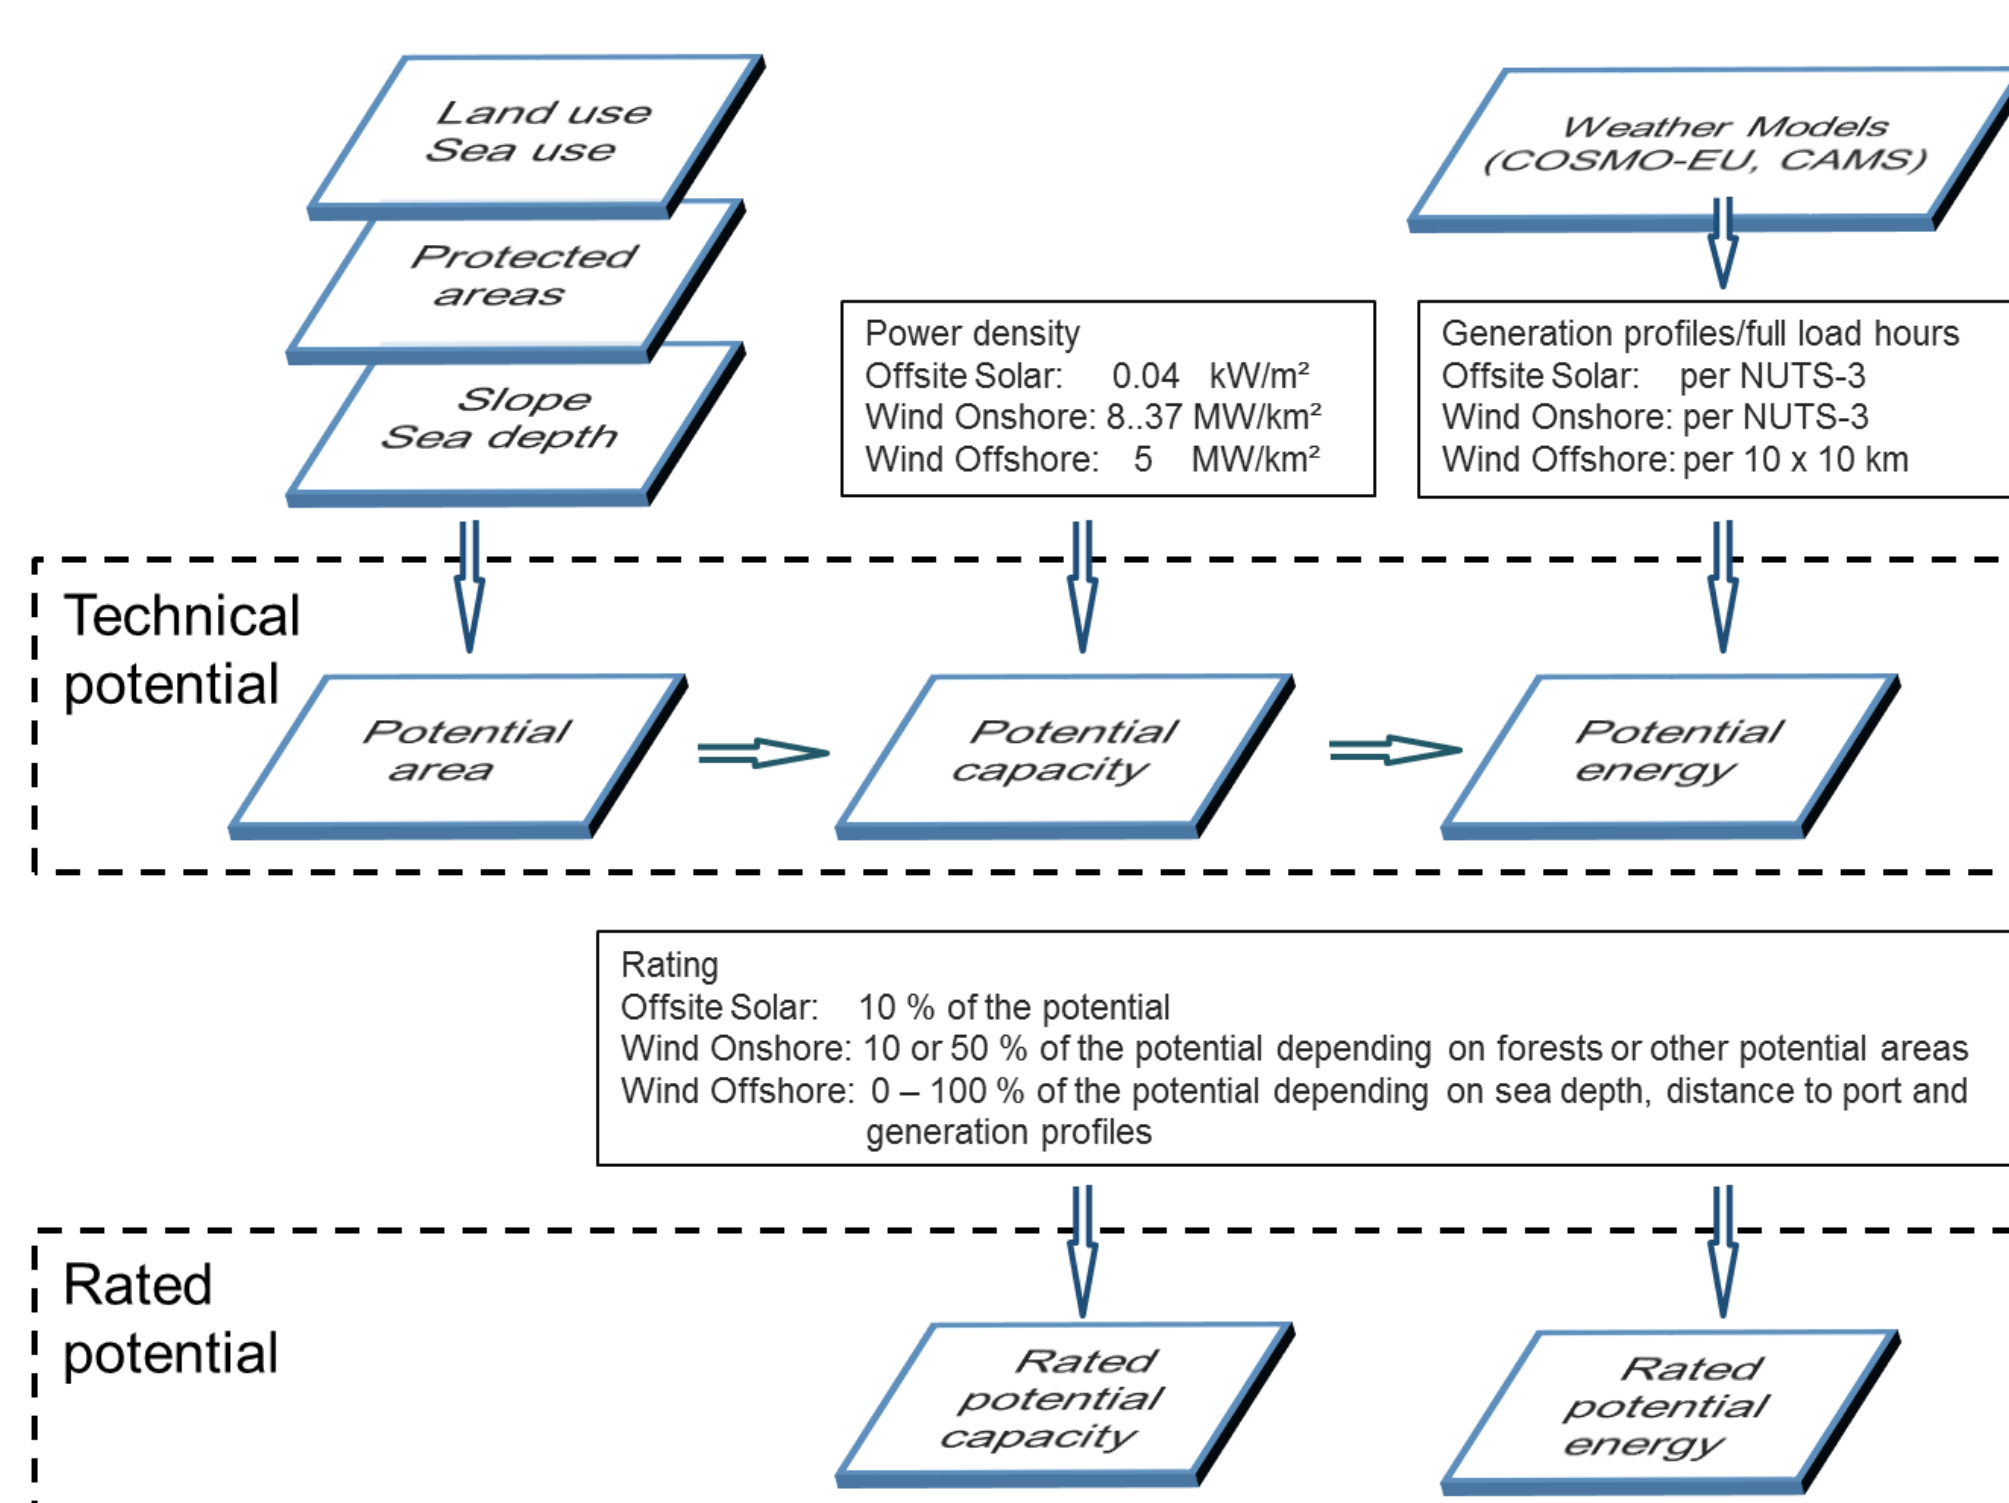 Land use
Sea use
Protected
areas
Slope
Sea depth
Weather Models
(COSMO-EU, CAMS)
Power density
Offsite Solar: 0.04 kW/m²
Wind Onshore: 8..37 MW/km²
Wind Offshore: 5 MW/km²
Generation profiles/full load hours
Offsite Solar: per NUTS-3
Wind Onshore: per NUTS-3
Wind Offshore: per 10 x 10 km
Technical
potential
Potential
area
Potential
capacity
Potential
energy
Rating
Offsite Solar: 10 % of the potential
Wind Onshore: 10 or 50 % of the potential depending on forests or other potential areas
Wind Offshore: 0 – 100 % of the potential depending on sea depth, distance to port and
generation profiles
Rated
potential
Rated
potential
capacity
Rated
potential
energy